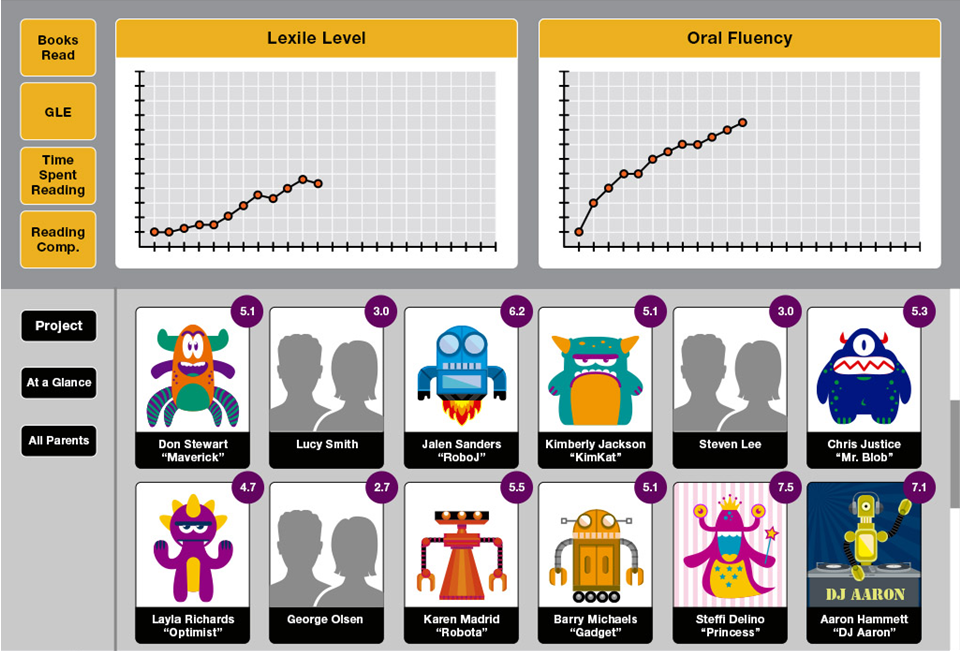 Books
Read
Lexile Level
Oral Fluency
GLE
Time
Spent
Reading
Reading
Comp.
Project
At a Glance
All Parents
5.1
3.0
6.2
5.1
3.0
5.3
Don Stewart
“Maverick”
Lucy Smith
Jalen Sanders
“RoboJ”
Kimberly Jackson
“KimKat”
Steven Lee
Chris Justice
“Mr. Blob”
4.7
2.7
5.5
5.1
7.5
7.1
DJ AARON
Layla Richards
“Optimist”
George Olsen
Karen Madrid
“Robota”
Barry Michaels
“Gadget”
Steffi Delino
“Princess”
Aaron Hammett
“DJ Aaron”